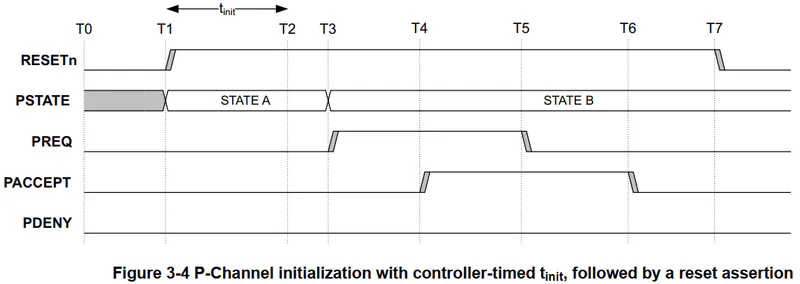 tinit
T0 T1 T2 T3 T4 T5 T6 T7
RESETn
PSTATE STATE A STATE B
PREQ
PACCEPT
PDENY
Figure 3-4 P-Channel initialization with controller-timed tinit, followed by a reset assertion